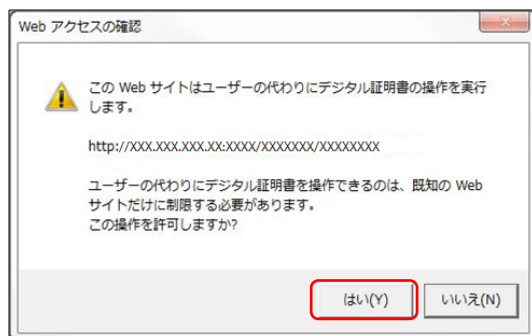 Web アクセスの確認
この Web サイトはユーザーの代わりにデジタル証明書の操作を実行
します。
http://XXX.XXX.XXX.XX:XXXX/XXXXXXX/XXXXXXXX
ユーザーの代わりにデジタル証明書を操作できるのは、既知の Web
サイトだけに制限する必要があります。
この操作を許可しますか?
はい(Y) いいえ(N)